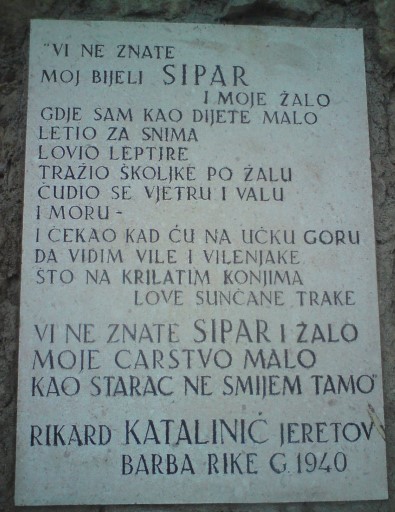 "VI NE ZNATE
MOJ BIJELI SIPAR
I MOJE ŽALO
GDJE SAM KAO DIJETE MALO
LETIO ZA SNIMA
LOVIO LEPTIRE
TRAŽIO ŠKOLJKE PO ŽALU
ČUDIO SE VJETRU I VALU
I MORU -
I ČEKAO KAD ĆU NA UČKU GORU
DA VIDIM VILE I VILENJAKE
ŠTO NA KRILATIM KONJIMA
LOVE SUNČANE TRAKE
VI NE ZNATE SIPAR I ŽALO
MOJE CARSTVO MALO
KAO STARAC NE SMIJEM TAMO"
RIKARD KATALINIĆ JERETOV
BARBA RIKE G. 1940